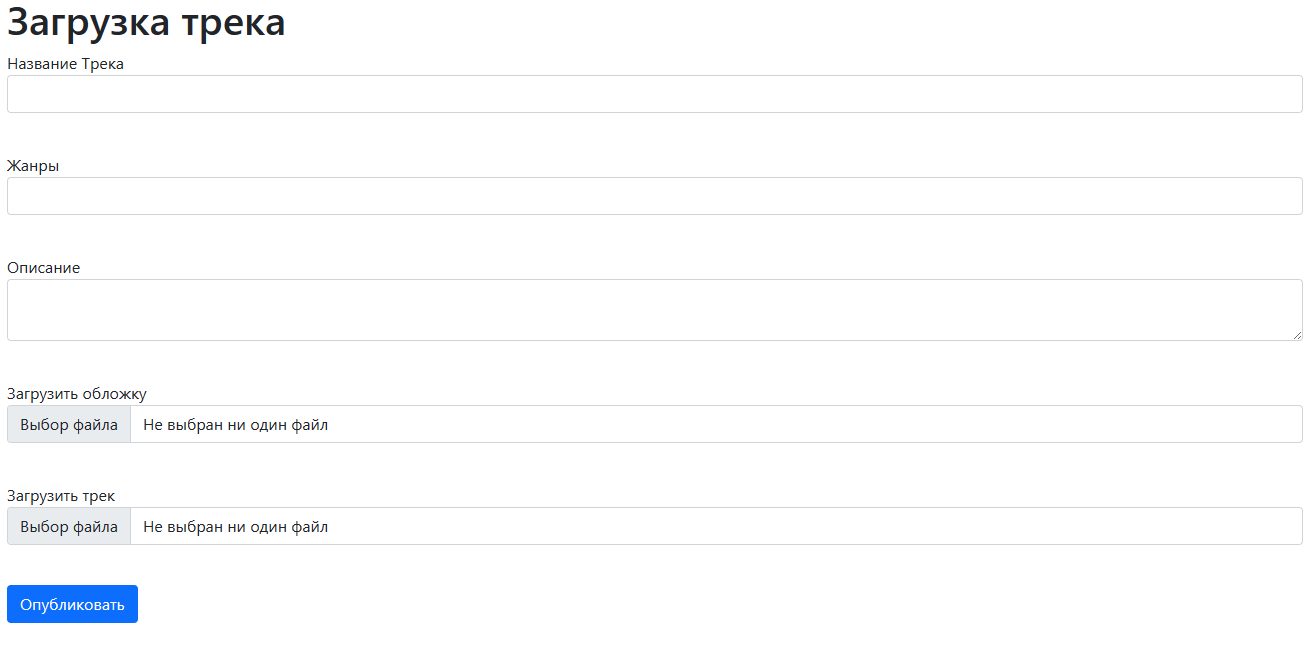 Загрузка трека
Название Трека
Жанры
Описание
Загрузить обложку
Выбор файла Не выбран ни один файл
Загрузить трек
Выбор файла Не выбран ни один файл
Опубликовать